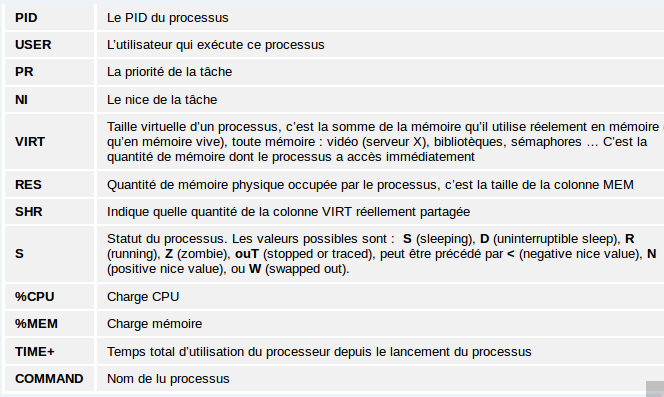 PID Le PID du processus
USER L’utilisateur qui exécute ce processus
PR La priorité de la tâche
NI Le nice de la tâche
Taille virtuelle d’un processus, c’est la somme de la mémoire qu’il utilise réelement en mémoire
VIRT qu’en mémoire vive), toute mémoire : vidéo (serveur X), bibliotèques, sémaphores … C’est la
quantité de mémoire dont le processus a accès immédiatement
RES Quantité de mémoire physique occupée par le processus, c’est la taille de la colonne MEM
SHR Indique quelle quantité de la colonne VIRT réellement partagée
Statut du processus. Les valeurs possibles sont : S (sleeping), D (uninterruptible sleep), R
S (running), Z (zombie), ouT (stopped or traced), peut être précédé par < (negative nice value), N
(positive nice value), ou W (swapped out).
%CPU Charge CPU
%MEM Charge mémoire
TIME+ Temps total d’utilisation du processeur depuis le lancement du processus
COMMAND Nom de lu processus